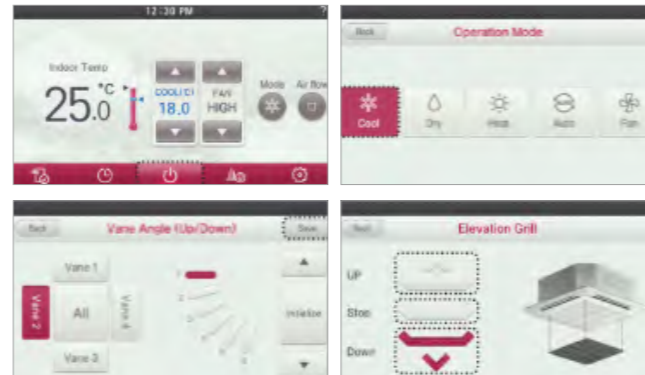 12:30 PM
?
Indoor Temp
25.0 °C
COOL(°C)
18.0
FAN
HIGH
Mode
Air flow
Back
Operation Mode
Cool
Dry
Heat
Auto
Fan
Back
Vane Angle (Up/Down)
Save
Vane 1
Vane 2
All
Vane 4
Vane 3
1
2
Initialize
Back
Elevation Grill
UP
Stop
Down